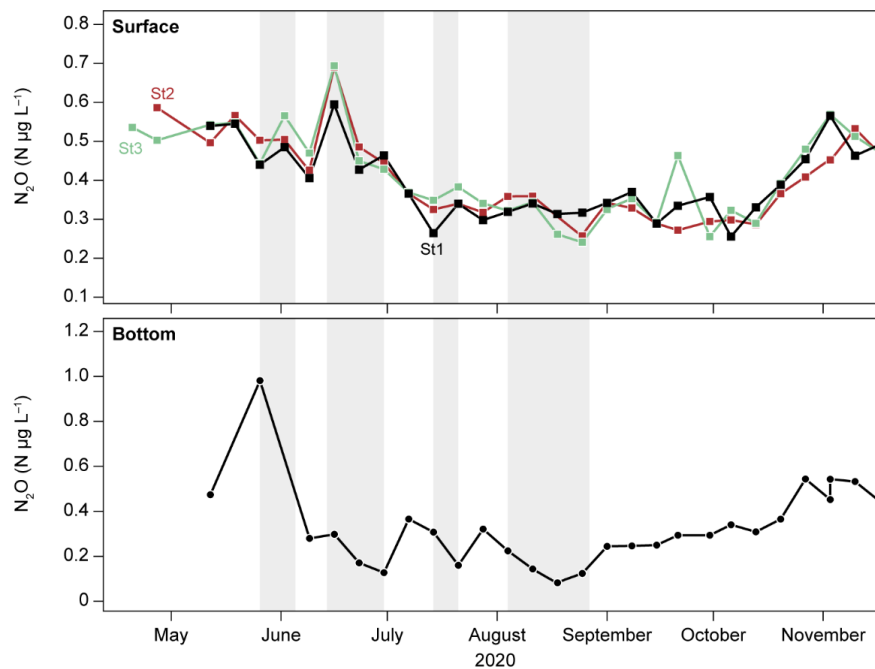 Surface
0.8
0.7
0.6
0.5
0.4
0.3
0.2
0.1
N₂O (N µg L⁻¹)
St2
St3
St1
Bottom
1.2
1.0
0.8
0.6
0.4
0.2
0
N₂O (N µg L⁻¹)
May June July August September October November
2020